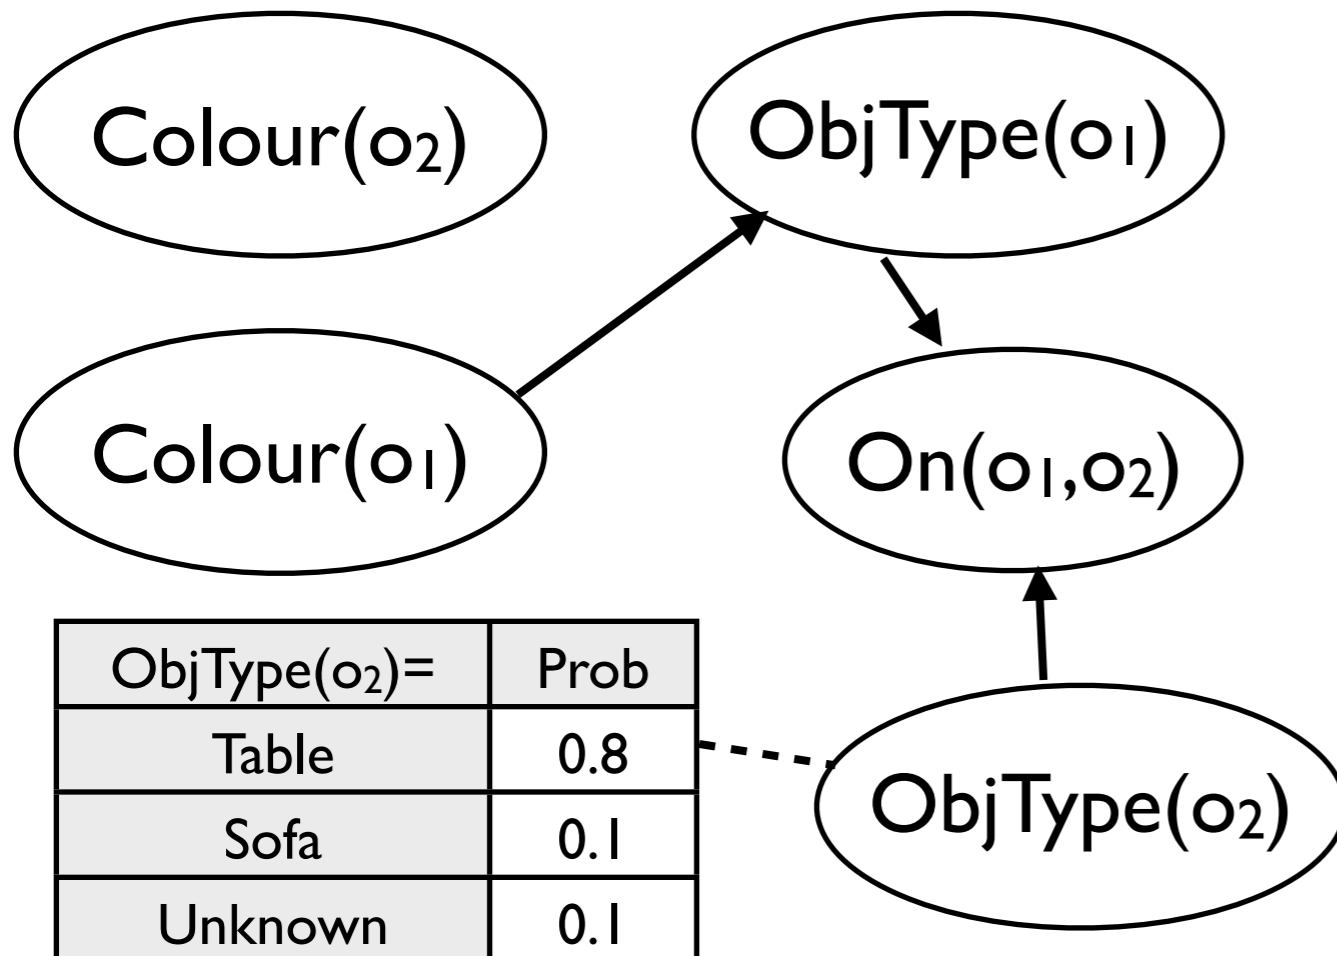 Colour(o₂)
ObjType(o₁)
Colour(o₁)
On(o₁,o₂)
ObjType(o₂)= Prob
Table 0.8
Sofa 0.1
Unknown 0.1
ObjType(o₂)